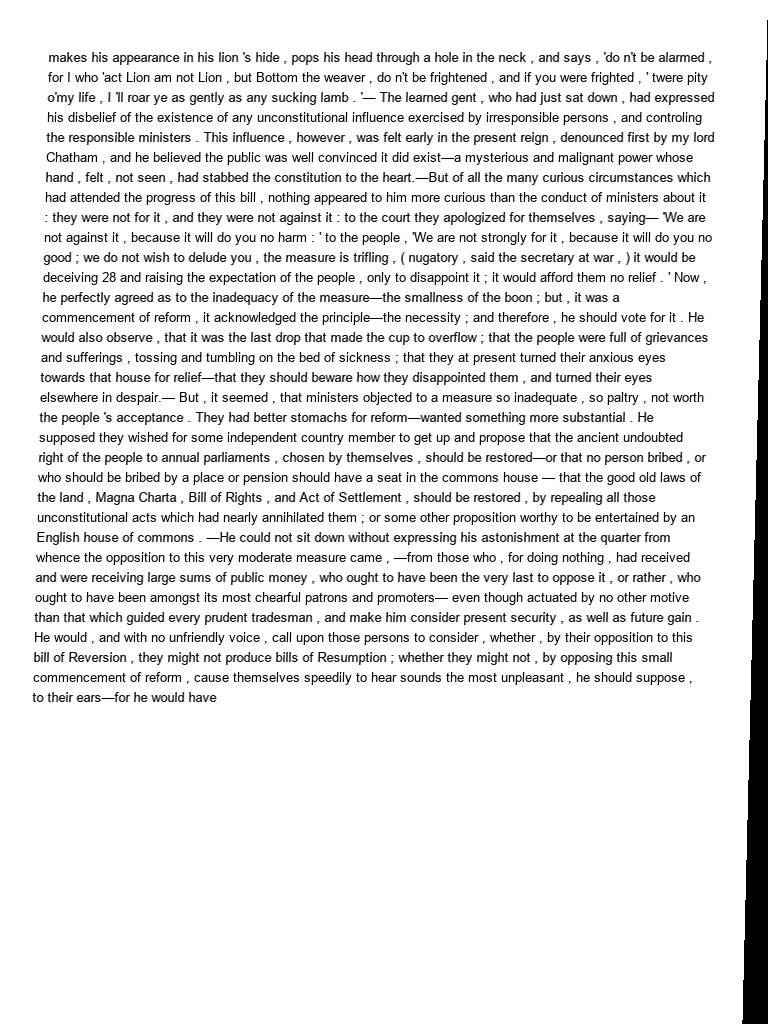 makes his appearance in his lion 's hide , pops his head through a hole in the neck , and says , 'do n't be alarmed ,
for I who 'act Lion am not Lion , but Bottom the weaver , do n't be frightened , and if you were frighted , ' twere pity
o'my life , I 'll roar ye as gently as any sucking lamb . '— The learned gent , who had just sat down , had expressed
his disbelief of the existence of any unconstitutional influence exercised by irresponsible persons , and controling
the responsible ministers . This influence , however , was felt early in the present reign , denounced first by my lord
Chatham , and he believed the public was well convinced it did exist—a mysterious and malignant power whose
hand , felt , not seen , had stabbed the constitution to the heart.—But of all the many curious circumstances which
had attended the progress of this bill , nothing appeared to him more curious than the conduct of ministers about it
: they were not for it , and they were not against it : to the court they apologized for themselves , saying— 'We are
not against it , because it will do you no harm : ' to the people , 'We are not strongly for it , because it will do you no
good ; we do not wish to delude you , the measure is trifling , ( nugatory , said the secretary at war , ) it would be
deceiving 28 and raising the expectation of the people , only to disappoint it ; it would afford them no relief . ' Now ,
he perfectly agreed as to the inadequacy of the measure—the smallness of the boon ; but , it was a
commencement of reform , it acknowledged the principle—the necessity ; and therefore , he should vote for it . He
would also observe , that it was the last drop that made the cup to overflow ; that the people were full of grievances
and sufferings , tossing and tumbling on the bed of sickness ; that they at present turned their anxious eyes
towards that house for relief—that they should beware how they disappointed them , and turned their eyes
elsewhere in despair.— But , it seemed , that ministers objected to a measure so inadequate , so paltry , not worth
the people 's acceptance . They had better stomachs for reform—wanted something more substantial . He
supposed they wished for some independent country member to get up and propose that the ancient undoubted
right of the people to annual parliaments , chosen by themselves , should be restored—or that no person bribed , or
who should be bribed by a place or pension should have a seat in the commons house — that the good old laws of
the land , Magna Charta , Bill of Rights , and Act of Settlement , should be restored , by repealing all those
unconstitutional acts which had nearly annihilated them ; or some other proposition worthy to be entertained by an
English house of commons . —He could not sit down without expressing his astonishment at the quarter from
whence the opposition to this very moderate measure came , —from those who , for doing nothing , had received
and were receiving large sums of public money , who ought to have been the very last to oppose it , or rather , who
ought to have been amongst its most chearful patrons and promoters— even though actuated by no other motive
than that which guided every prudent tradesman , and make him consider present security , as well as future gain .
He would , and with no unfriendly voice , call upon those persons to consider , whether , by their opposition to this
bill of Reversion , they might not produce bills of Resumption ; whether they might not , by opposing this small
commencement of reform , cause themselves speedily to hear sounds the most unpleasant , he should suppose ,
to their ears—for he would have